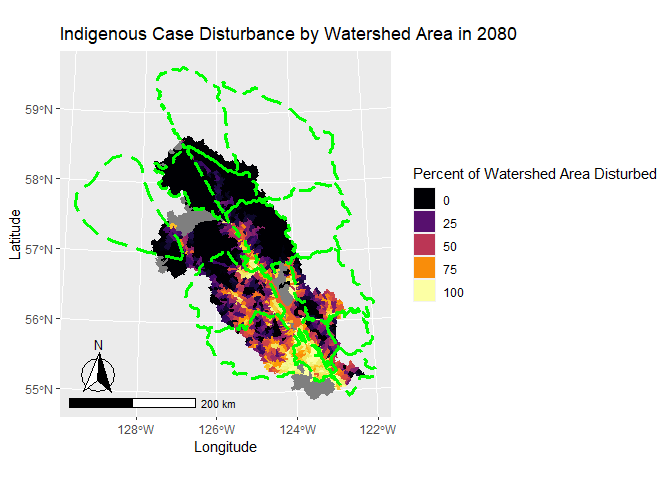 Indigenous Case Disturbance by Watershed Area in 2080
59°N
58°N
57°N
56°N
55°N
Latitude
N
200 km
128°W
126°W
124°W
122°W
Longitude
Percent of Watershed Area Disturbed
0
25
50
75
100